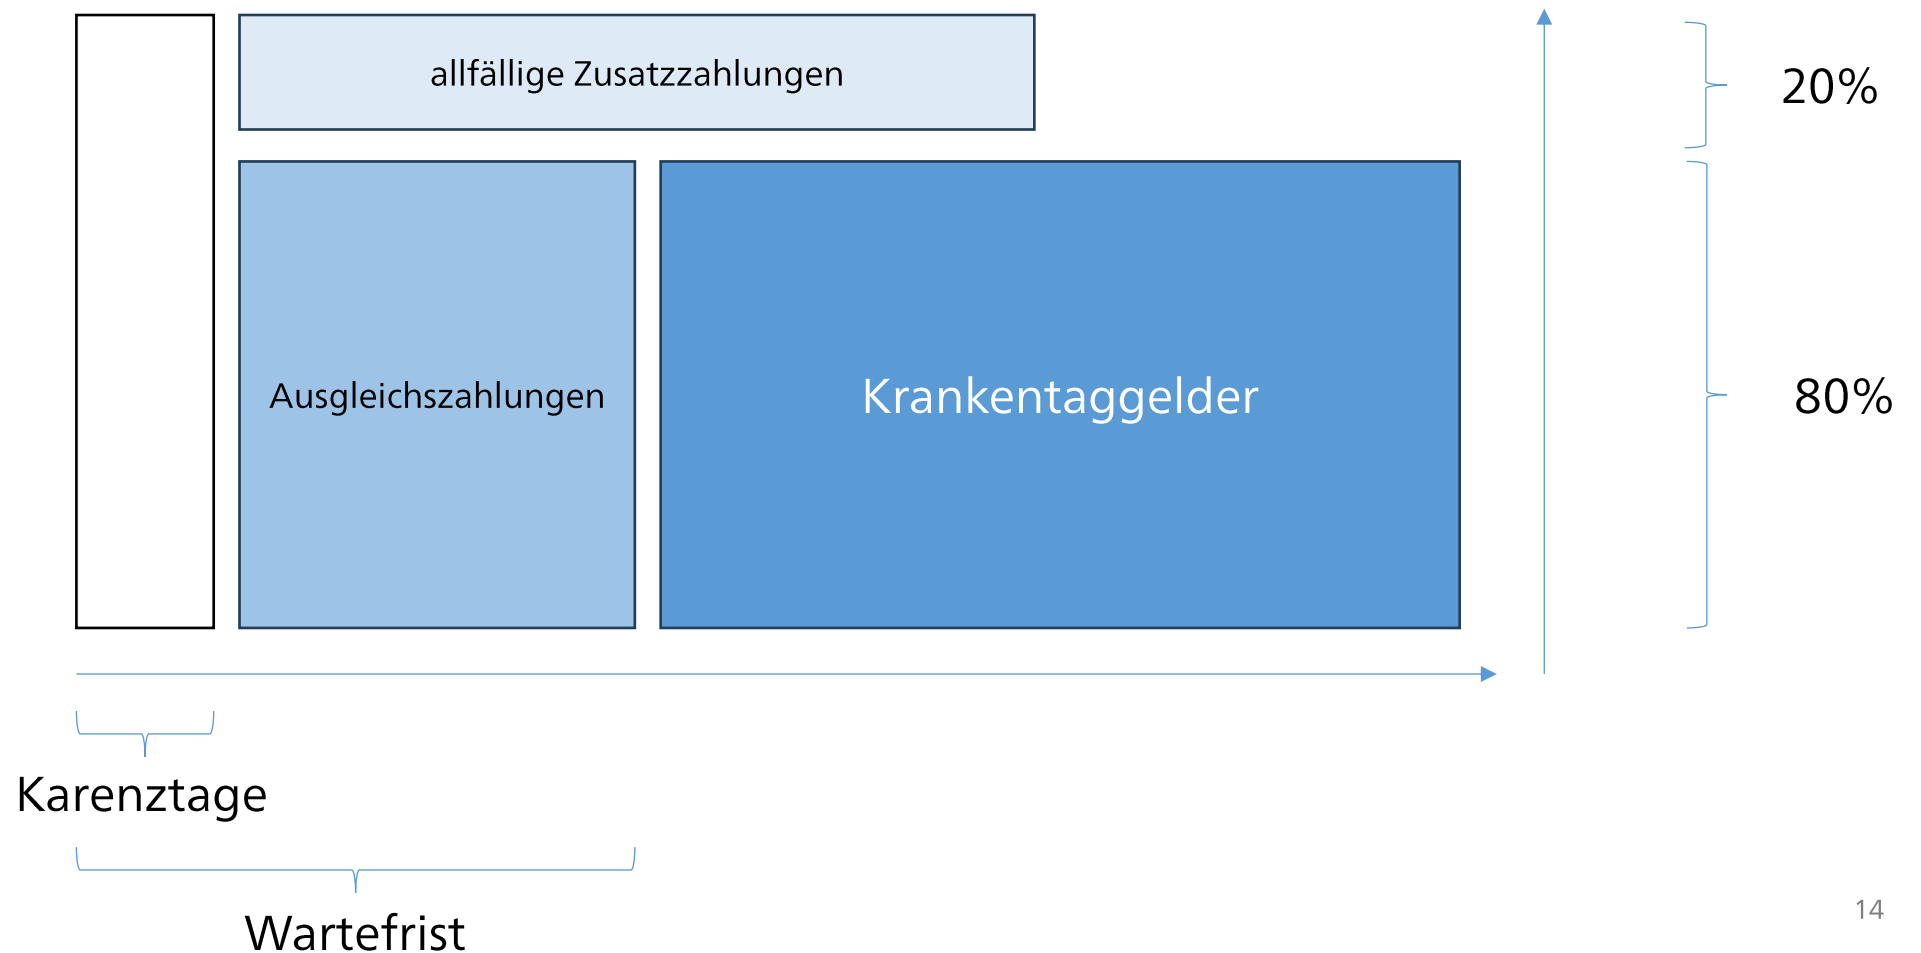 allfällige Zusatzzahlungen
20%
Ausgleichszahlungen
Krankentaggelder
80%
Karenztage
Wartefrist
14